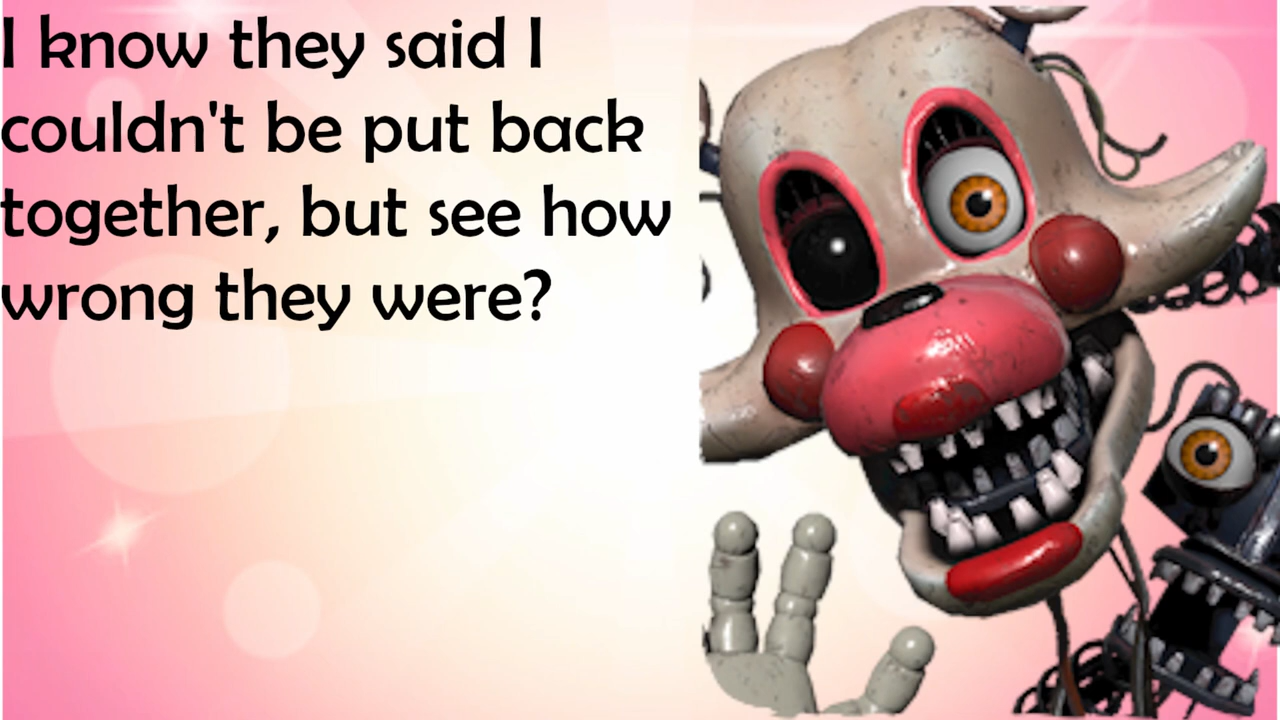 I know they said I
couldn't be put back
together, but see how
wrong they were?